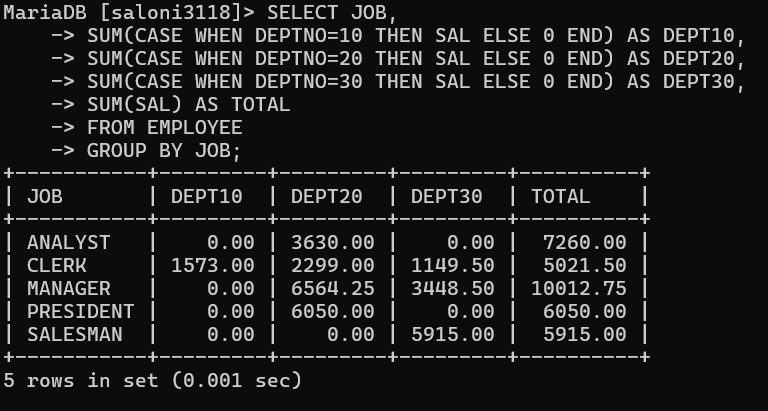 MariaDB [saloni3118]> SELECT JOB,
    -> SUM(CASE WHEN DEPTNO=10 THEN SAL ELSE 0 END) AS DEPT10,
    -> SUM(CASE WHEN DEPTNO=20 THEN SAL ELSE 0 END) AS DEPT20,
    -> SUM(CASE WHEN DEPTNO=30 THEN SAL ELSE 0 END) AS DEPT30,
    -> SUM(SAL) AS TOTAL
    -> FROM EMPLOYEE
    -> GROUP BY JOB;
+-----------+---------+---------+---------+----------+
| JOB       | DEPT10  | DEPT20  | DEPT30  | TOTAL    |
+-----------+---------+---------+---------+----------+
| ANALYST   |    0.00 | 3630.00 |    0.00 |  7260.00 |
| CLERK     | 1573.00 | 2299.00 | 1149.50 |  5021.50 |
| MANAGER   |    0.00 | 6564.25 | 3448.50 | 10012.75 |
| PRESIDENT |    0.00 | 6050.00 |    0.00 |  6050.00 |
| SALESMAN  |    0.00 |    0.00 | 5915.00 |  5915.00 |
+-----------+---------+---------+---------+----------+
5 rows in set (0.001 sec)